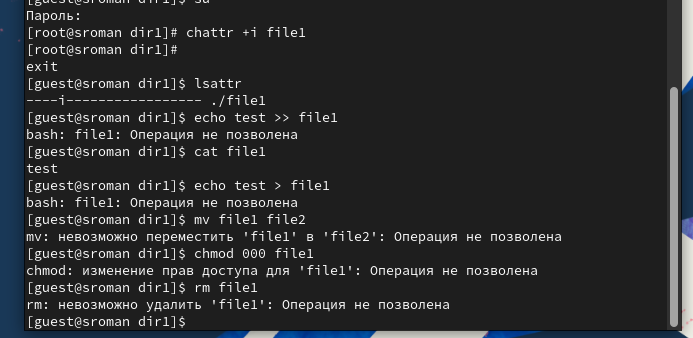 su
Пароль:
[root@sroman dir1]# chattr +i file1
[root@sroman dir1]#
exit
[guest@sroman dir1]$ lsattr
----i----------------- ./file1
[guest@sroman dir1]$ echo test >> file1
bash: file1: Операция не позволена
[guest@sroman dir1]$ cat file1
test
[guest@sroman dir1]$ echo test > file1
bash: file1: Операция не позволена
[guest@sroman dir1]$ mv file1 file2
mv: невозможно переместить 'file1' в 'file2': Операция не позволена
[guest@sroman dir1]$ chmod 000 file1
chmod: изменение прав доступа для 'file1': Операция не позволена
[guest@sroman dir1]$ rm file1
rm: невозможно удалить 'file1': Операция не позволена
[guest@sroman dir1]$